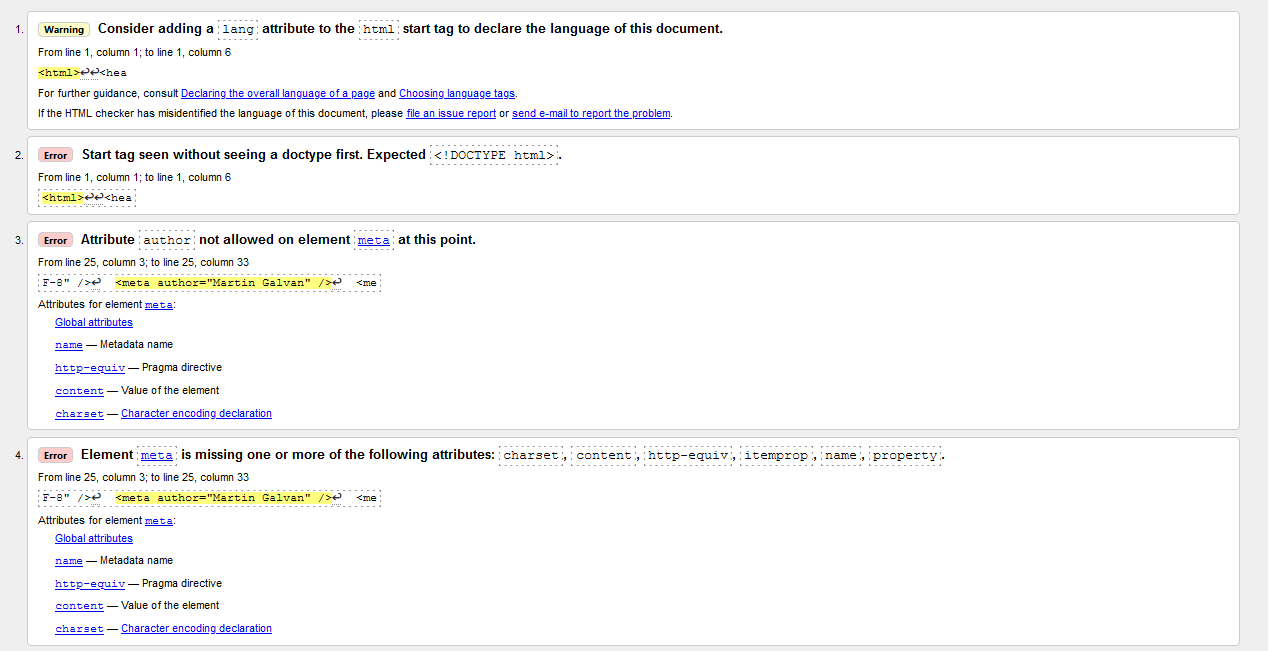 1. Warning Consider adding a lang attribute to the html start tag to declare the language of this document.
From line 1, column 1; to line 1, column 6
<html>↩↩<hea
For further guidance, consult Declaring the overall language of a page and Choosing language tags.
If the HTML checker has misidentified the language of this document, please file an issue report or send e-mail to report the problem.
2. Error Start tag seen without seeing a doctype first. Expected <!DOCTYPE html>.
From line 1, column 1; to line 1, column 6
<html>↩↩<hea
3. Error Attribute author not allowed on element meta at this point.
From line 25, column 3; to line 25, column 33
F-8" />↩ <meta author="Martin Galvan" />↩ <me
Attributes for element meta:
Global attributes
name — Metadata name
http-equiv — Pragma directive
content — Value of the element
charset — Character encoding declaration
4. Error Element meta is missing one or more of the following attributes: charset, content, http-equiv, itemprop, name, property.
From line 25, column 3; to line 25, column 33
F-8" />↩ <meta author="Martin Galvan" />↩ <me
Attributes for element meta:
Global attributes
name — Metadata name
http-equiv — Pragma directive
content — Value of the element
charset — Character encoding declaration